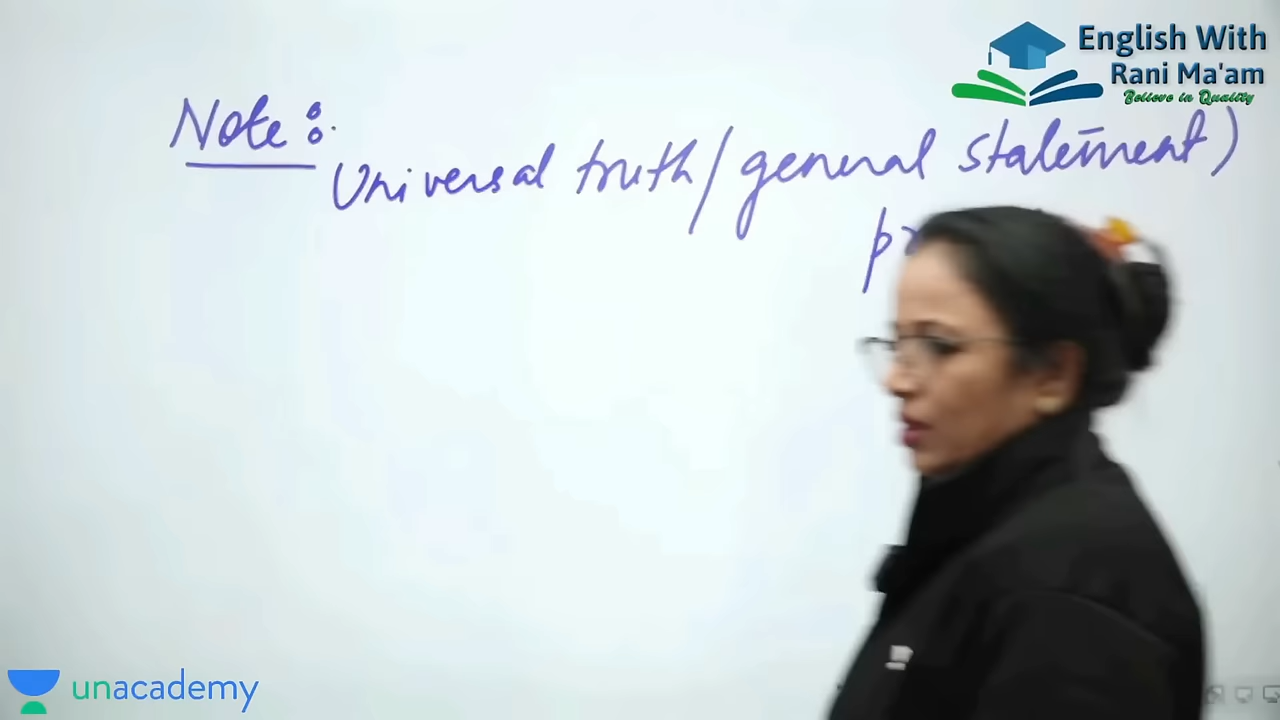 English With
Rani Ma'am
Believe in Quality
Note :
Universal truth/general statement)
unacademy